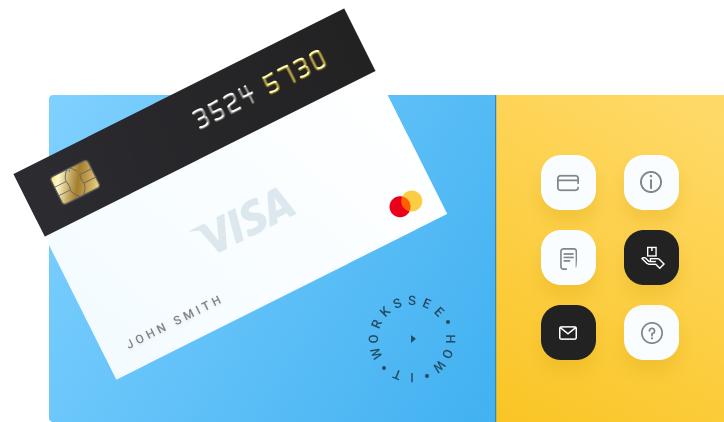 3524 5730
VISA
JOHN SMITH
SEE • HOW • IT • WORKS